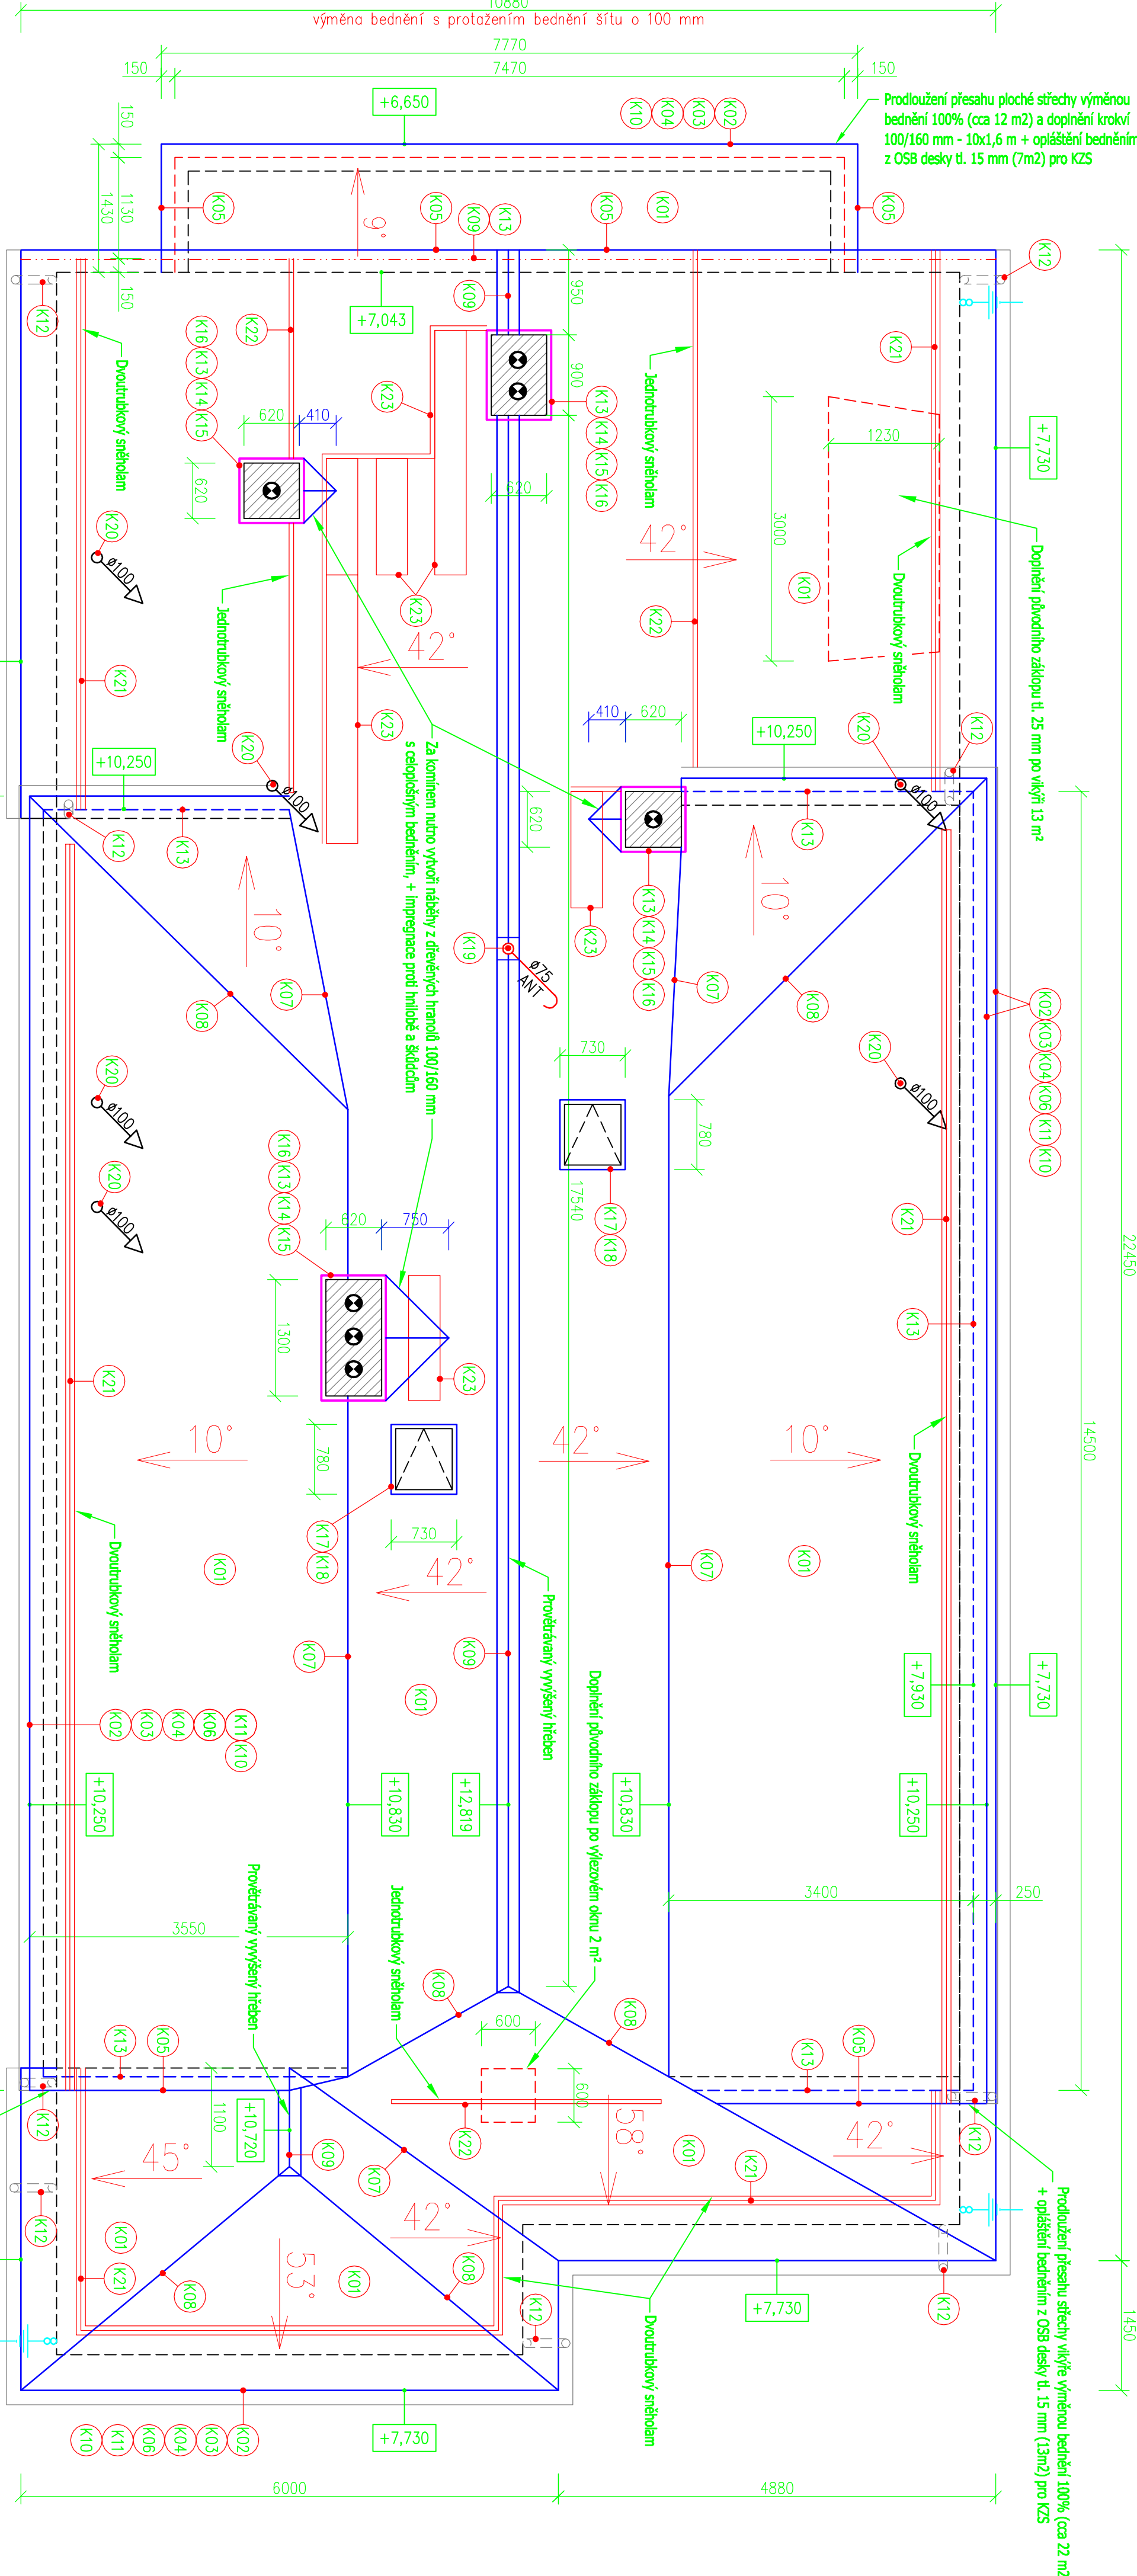 10880
výměna bednění s protažením bednění šítu o 100 mm
7770
150
7470
150
+6,650
K10
K04
K03
K02
Prodloužení přesahu ploché střechy výměnou
bednění 100% (cca 12 m2) a doplnění krokví
100/160 mm - 10x1,6 m + opláštění bedněním
z OSB desky tl. 15 mm (7m2) pro KZS
150
1130
1430
150
K05
9°
K05
K09
K13
K05
K01
K05
K12
K12
+7,043
K09
950
K22
K21
Dvoutrubkový sněholam
K16
K13
K14
K15
620
410
620
K23
900
620
K13
K14
K15
K16
Jednotrubkový sněholam
1230
3000
+7,730
Doplnění původního záklopu tl. 25 mm po vikýři 13 m²
Dvoutrubkový sněholam
42°
K01
K20
ø100
K23
42°
K22
Jednotrubkový sněholam
K21
K23
Za komínem nutno vytvoři náběhy z dřevěných hranolů 100/160 mm
s celoplošným bedněním, + impregnace proti hnilobě a škůdcům
410
620
+10,250
K20
K12
ø100
+10,250
K20
ø100
K12
K13
620
K13
10°
10°
K13
K14
K15
K16
K23
K19
ø75
ANT
K07
K08
K07
K08
K02
K03
K04
K06
K11
K10
K20
ø100
K20
ø100
K20
ø100
730
780
17540
K17
K18
K21
22450
K16
K13
K14
K15
620
750
1300
K23
K13
14500
K21
780
730
K17
K18
10°
42°
10°
Dvoutrubkový sněholam
Dvoutrubkový sněholam
K01
42°
K07
K01
Provětrávaný vyvýšený hřeben
K07
K09
K01
+7,930
+7,730
Doplnění původního záklopu po výlezovém oknu 2 m²
K02
K03
K04
K06
K11
K10
+10,250
+10,830
+12,819
+10,830
+10,250
3400
250
3550
Provětrávaný vyvýšený hřeben
Jednotrubkový sněholam
K08
K08
600
600
K13
K05
K13
K05
K12
K12
1100
+10,720
K09
K22
58°
K01
42°
45°
K07
K21
Prodloužení přesahu střechy vikýře výměnou bednění 100% (cca 22 m2
+ opláštění bedněním z OSB desky tl. 15 mm (13m2) pro KZS
8
8
8
K12
K01
42°
K21
K08
53°
K01
K08
K12
K12
+7,730
1450
Dvoutrubkový sněholam
K10
K11
K06
K04
K03
K02
+7,730
6000
4880